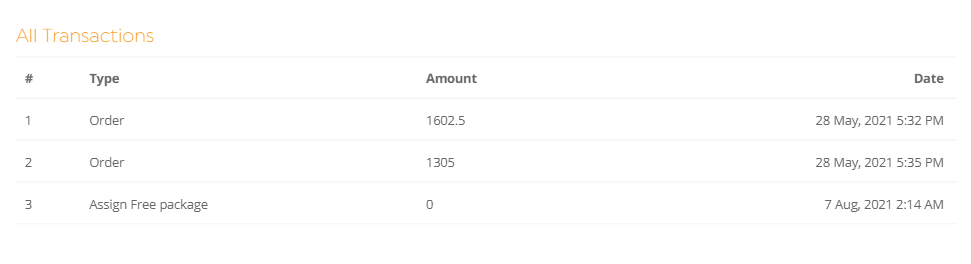 All Transactions
# Type Amount Date
1 Order 1602.5 28 May, 2021 5:32 PM
2 Order 1305 28 May, 2021 5:35 PM
3 Assign Free package 0 7 Aug, 2021 2:14 AM